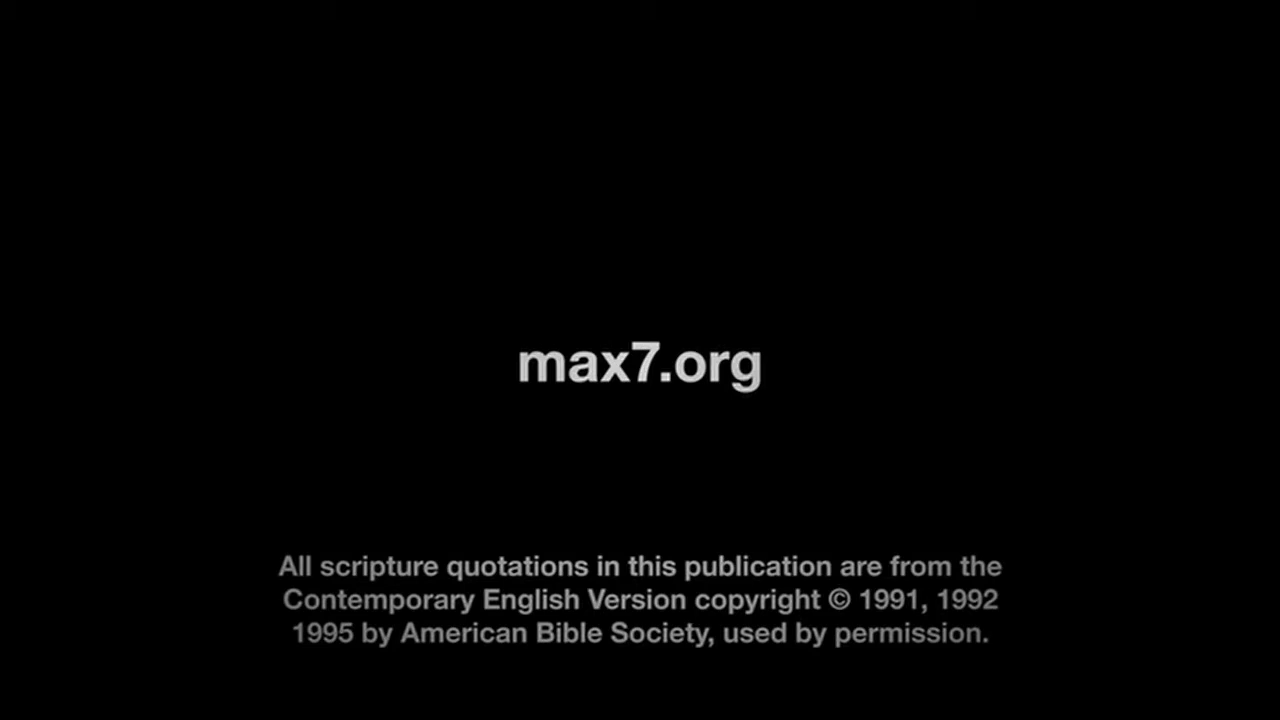 max7.org
All scripture quotations in this publication are from the
Contemporary English Version copyright © 1991, 1992
1995 by American Bible Society, used by permission.